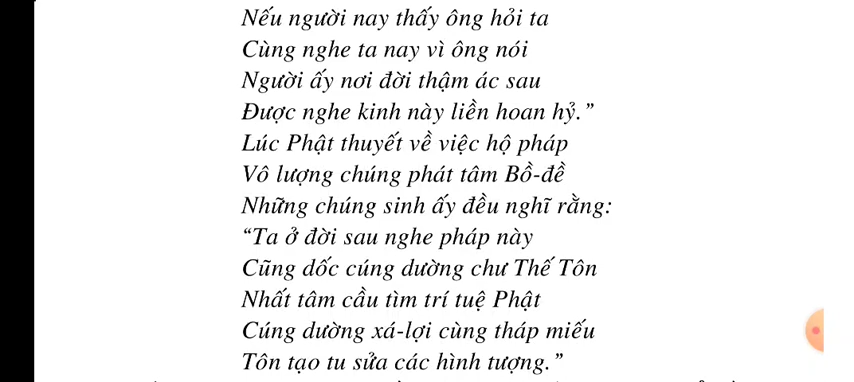 Nếu người nay thấy ông hỏi ta
Cùng nghe ta nay vì ông nói
Người ấy nơi đời thậm ác sau
Được nghe kinh này liền hoan hỷ.”
Lúc Phật thuyết về việc hộ pháp
Vô lượng chúng phát tâm Bồ-đề
Những chúng sinh ấy đều nghĩ rằng:
“Ta ở đời sau nghe pháp này
Cũng dốc cúng dường chư Thế Tôn
Nhất tâm cầu tìm trí tuệ Phật
Cúng dường xá-lợi cùng tháp miếu
Tôn tạo tu sửa các hình tượng.”